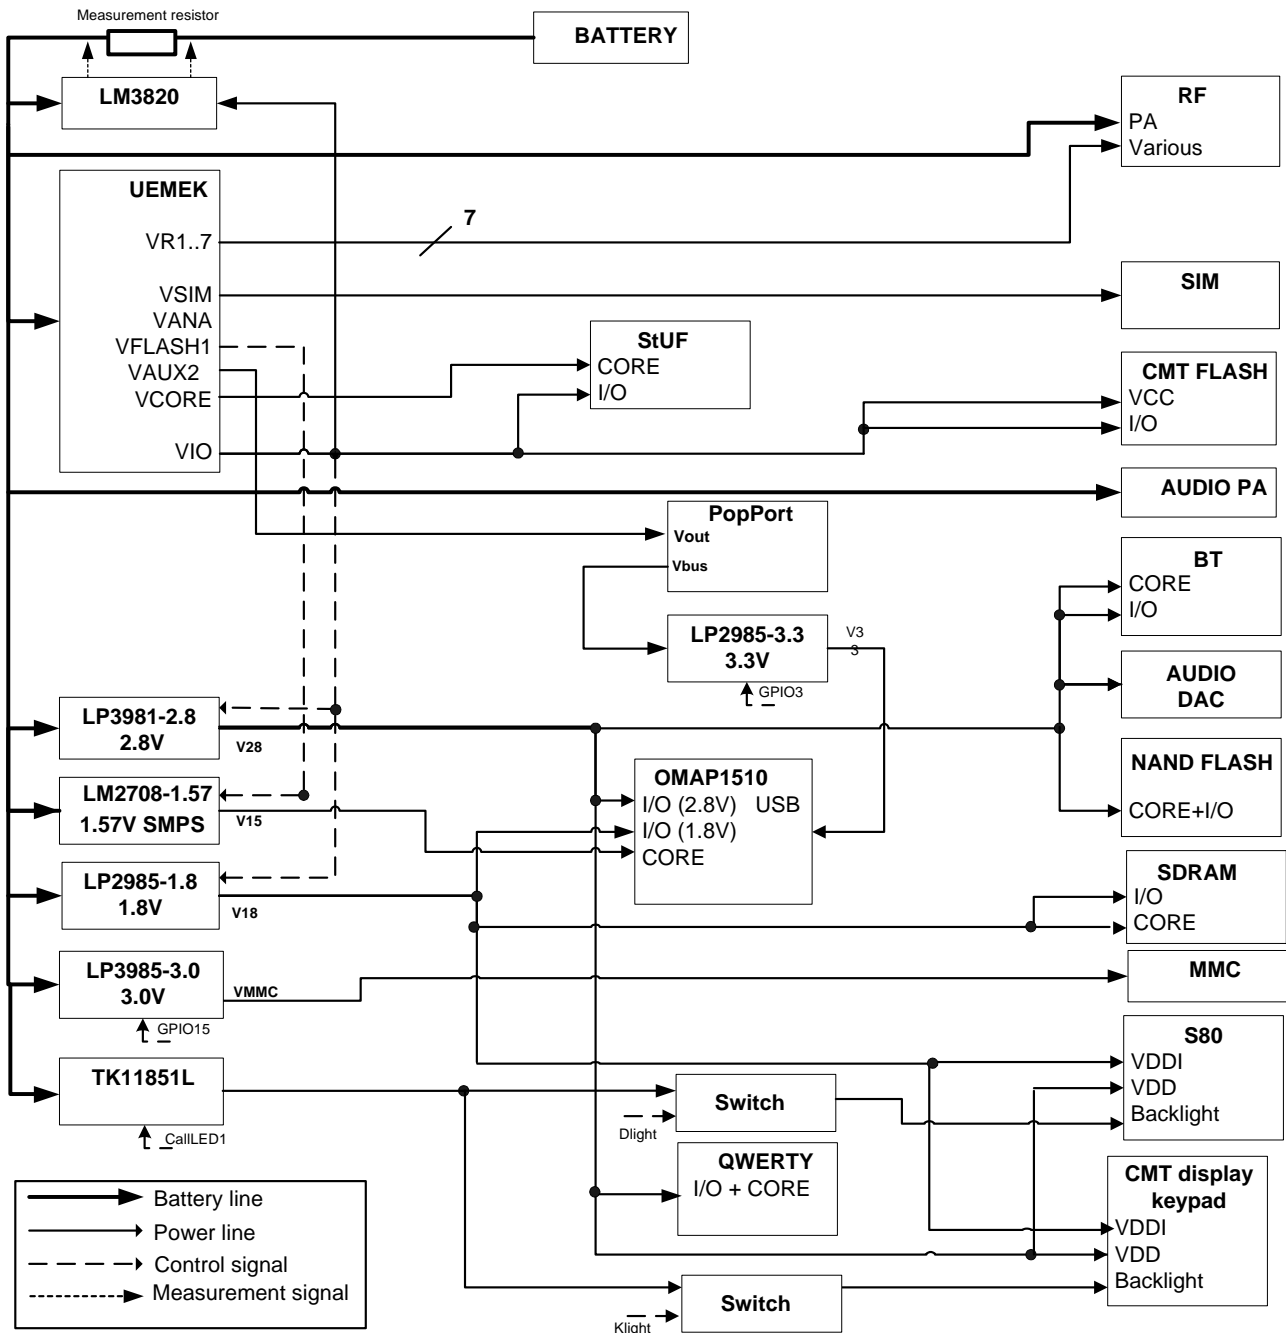 Measurement resistor
BATTERY
LM3820
RF
PA
Various
UEMEK
VR1..7
7
VSIM
VANA
VFLASH1
VAUX2
VCORE
VIO
SIM
StUF
CORE
I/O
CMT FLASH
VCC
I/O
AUDIO PA
PopPort
Vout
Vbus
BT
CORE
I/O
LP2985-3.3
3.3V
V3
3
GPIO3
AUDIO
DAC
LP3981-2.8
2.8V
V28
NAND FLASH
CORE+I/O
LM2708-1.57
1.57V SMPS
V15
OMAP1510
I/O (2.8V) USB
I/O (1.8V)
CORE
LP2985-1.8
1.8V
V18
SDRAM
I/O
CORE
LP3985-3.0
3.0V
VMMC
GPIO15
MMC
S80
VDDI
VDD
Backlight
TK11851L
CallLED1
Switch
Dlight
QWERTY
I/O + CORE
CMT display
keypad
VDDI
VDD
Backlight
Switch
Klight
Battery line
Power line
Control signal
Measurement signal